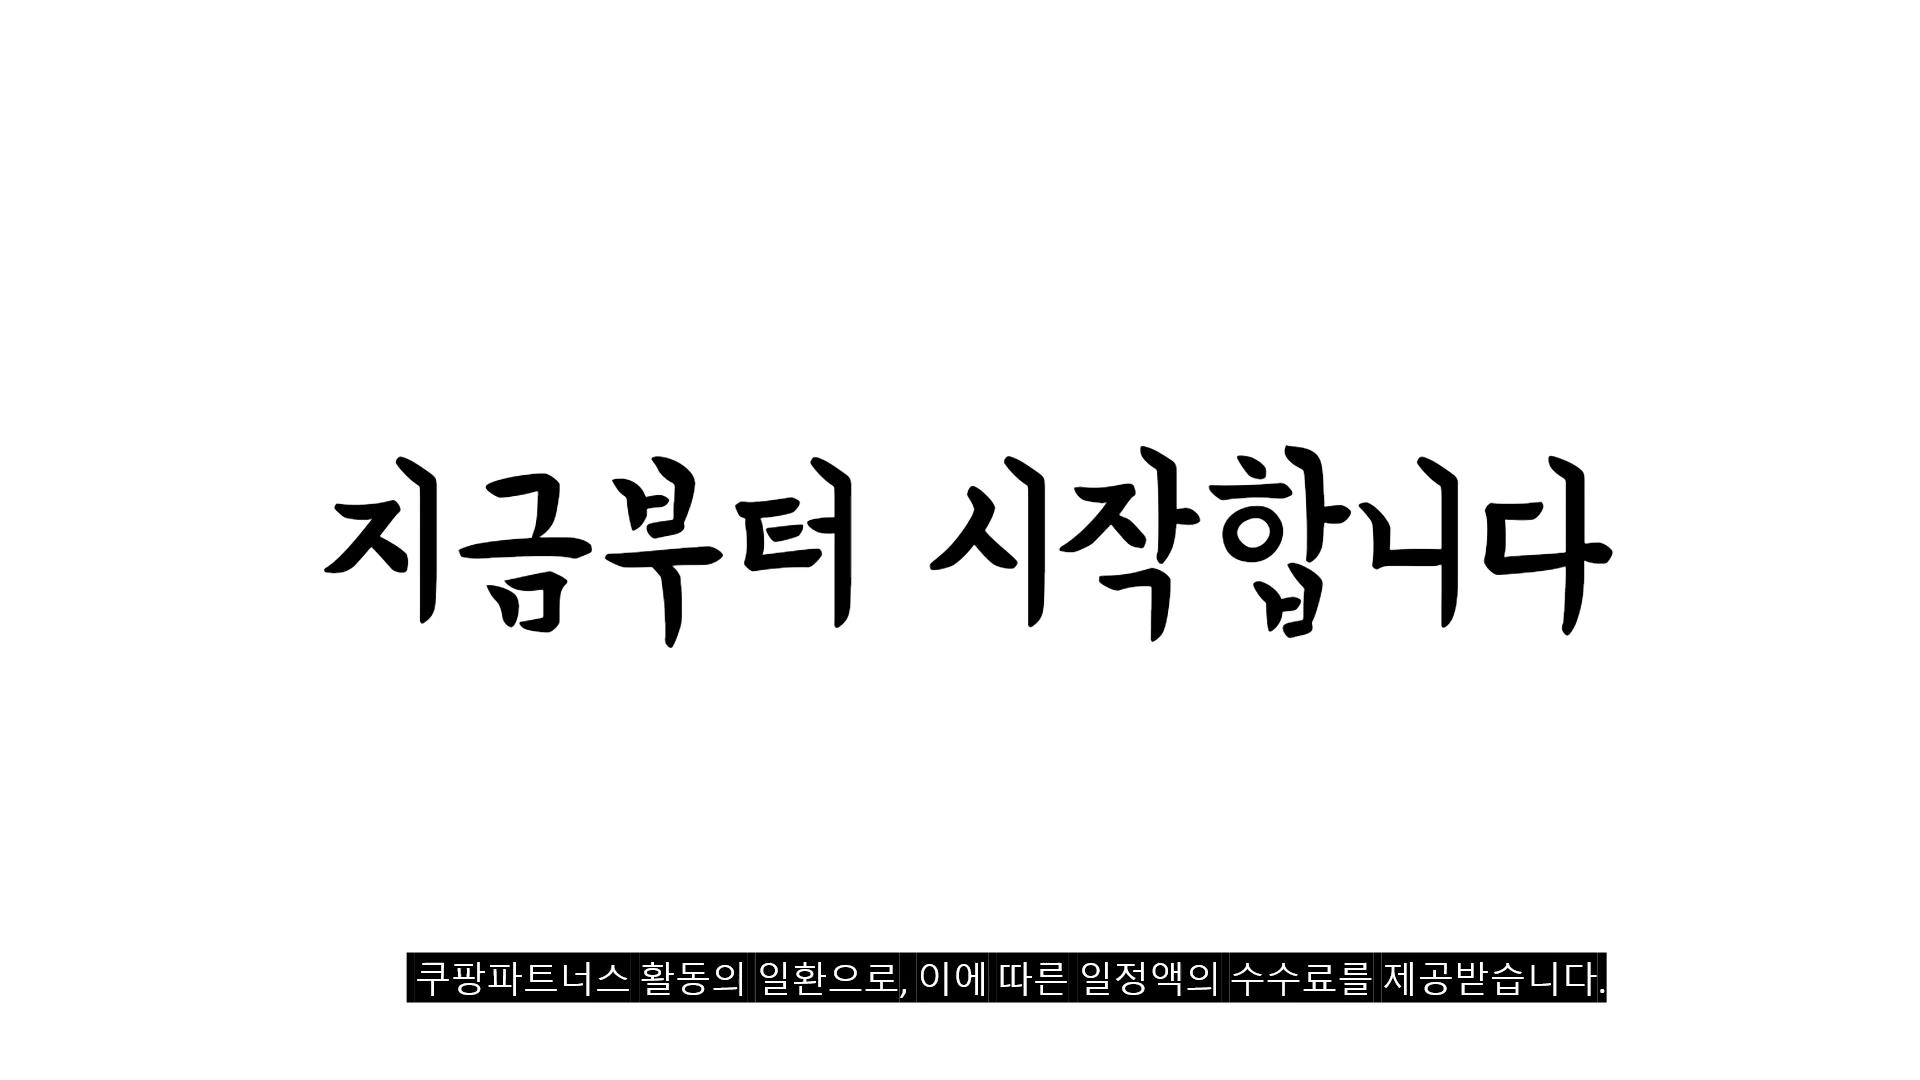 지금부터 시작합니다
쿠팡파트너스 활동의 일환으로, 이에 따른 일정액의 수수료를 제공받습니다.